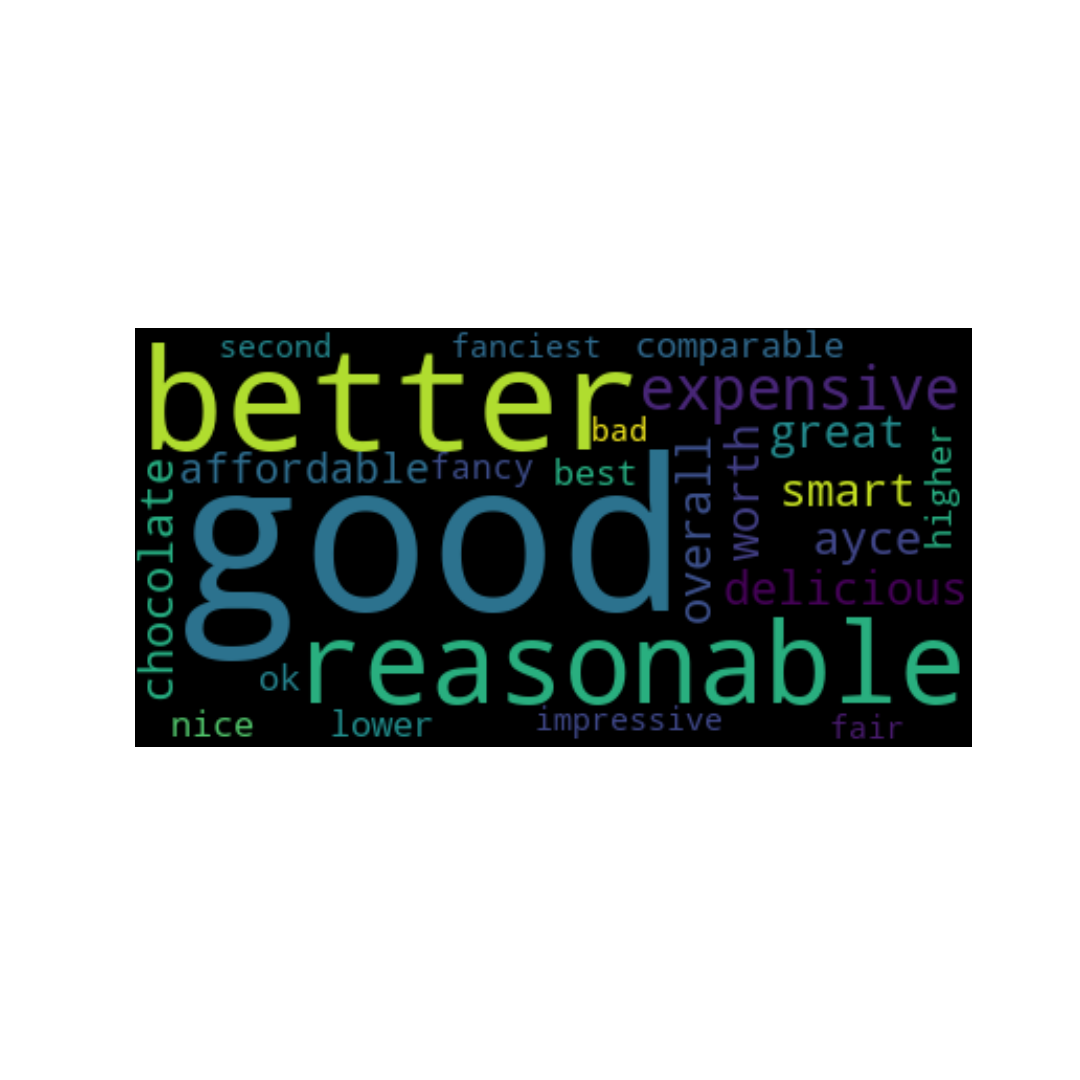 second
fanciest
comparable
better
expensive
bad
great
affordable
fancy
best
higher
chocolate
good
overall
worth
smart
ayce
delicious
reasonable
ok
nice
lower
impressive
fair